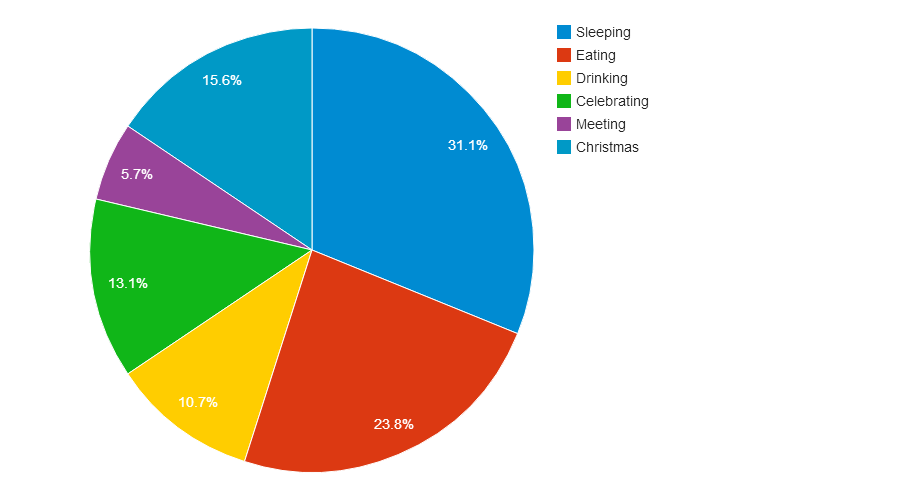 Sleeping
Eating
Drinking
Celebrating
Meeting
Christmas
15.6%
31.1%
5.7%
13.1%
10.7%
23.8%